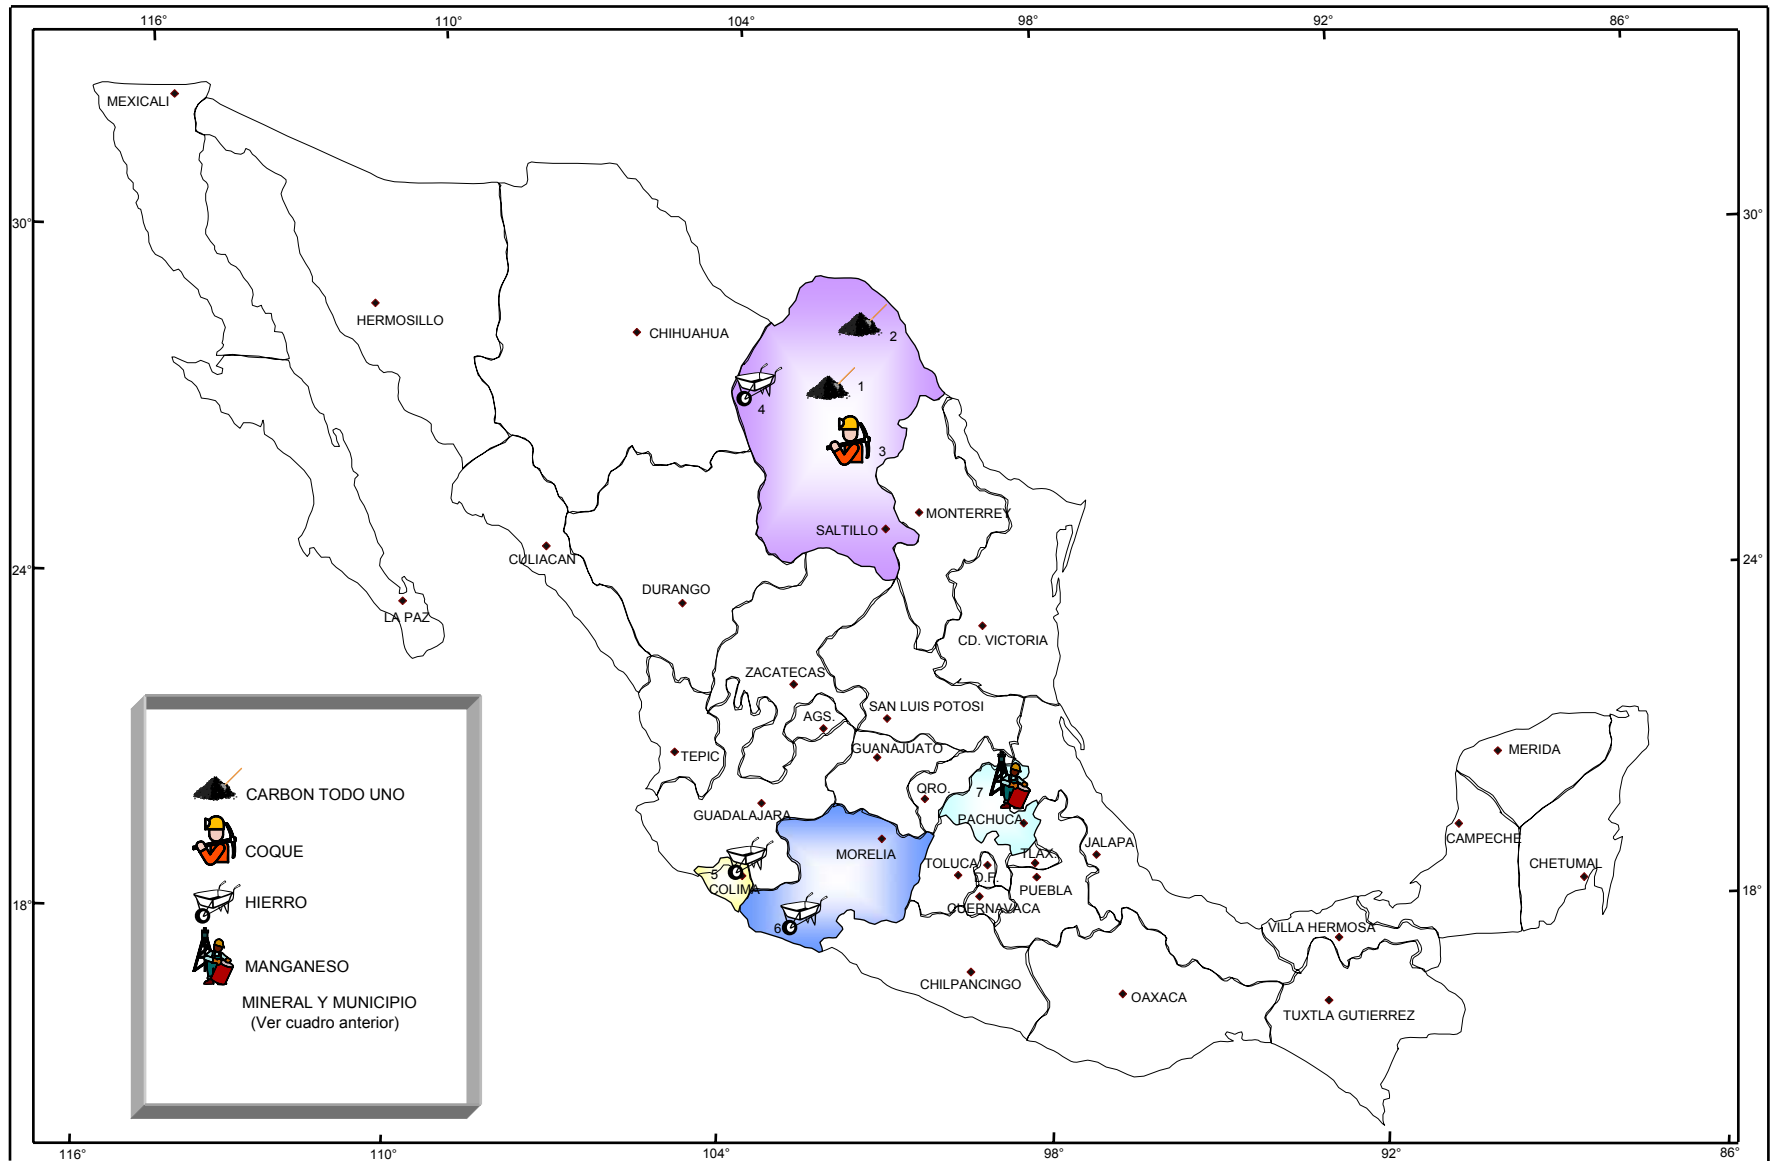 116°
110°
104°
98°
92°
86°
MEXICALI
30°
30°
HERMOSILLO
CHIHUAHUA
2
1
4
3
SALTILLO
MONTERREY
CULIACAN
24°
24°
DURANGO
LA PAZ
CD. VICTORIA
ZACATECAS
SAN LUIS POTOSI
AGS.
GUANAJUATO
TEPIC
MERIDA
QRO.
7
GUADALAJARA
PACHUCA
CAMPECHE
JALAPA
MORELIA
TLAX.
TOLUCA
CHETUMAL
5
D.F.
COLIMA
PUEBLA
CUERNAVACA
18°
18°
6
VILLA HERMOSA
CHILPANCINGO
OAXACA
TUXTLA GUTIERREZ
CARBON TODO UNO
COQUE
HIERRO
MANGANESO
MINERAL Y MUNICIPIO
(Ver cuadro anterior)
116°
110°
104°
98°
92°
86°